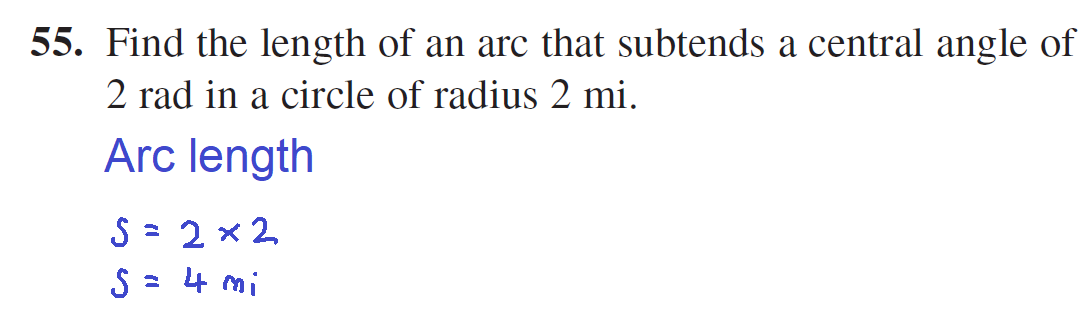 55. Find the length of an arc that subtends a central angle of
2 rad in a circle of radius 2 mi.
Arc length
S = 2 × 2
S = 4 mi